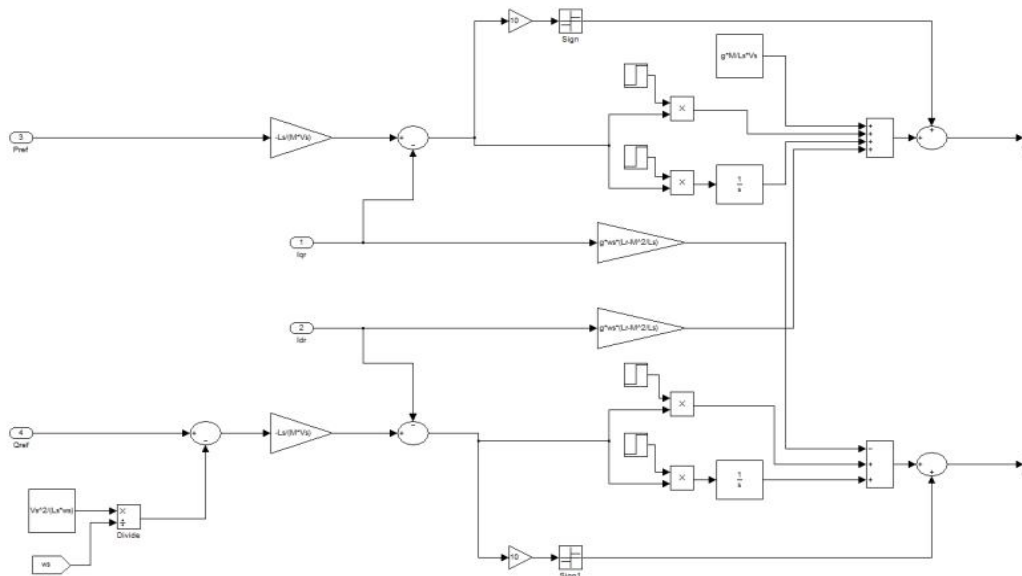 10
Sign
g*M/Ls*Vs
×
3
Pref
-Ls/(M*Vs)
+
−
+
+
+
+
+
+
×
1
s
1
Iqr
g*ws*(Lr-M^2/Ls)
2
Idr
g*ws*(Lr-M^2/Ls)
×
4
Qref
+
−
-Ls/(M*Vs)
+
−
−
+
+
+
+
×
1
s
Vs^2/(Ls*ws)
×
÷
Divide
ws
10
Sign1